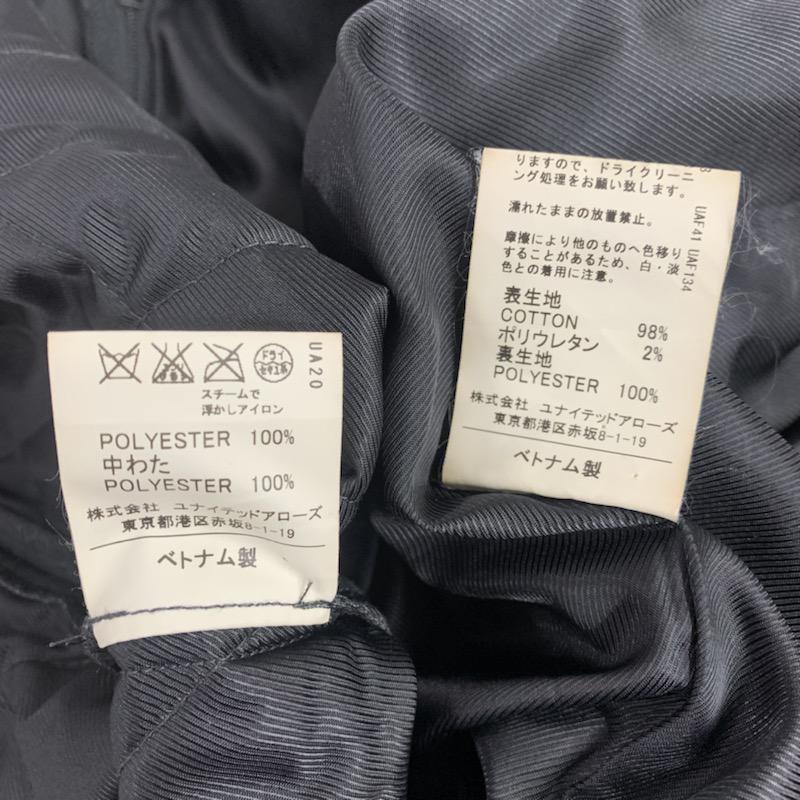 ドライ
セキユ系
UA20
スチームで
浮かしアイロン
POLYESTER 100%
中わた
POLYESTER 100%
株式会社 ユナイテッドアローズ
東京都港区赤坂8-1-19
ベトナム製
りますので、ドライクリーニ
ング処理をお願い致します。
濡れたままの放置禁止。
摩擦により他のものへ色移り
することがあるため、白・淡
色との着用に注意。
UAF41 UAF134
表生地
COTTON 98%
ポリウレタン 2%
裏生地
POLYESTER 100%
株式会社 ユナイテッドアローズ
東京都港区赤坂8-1-19
ベトナム製